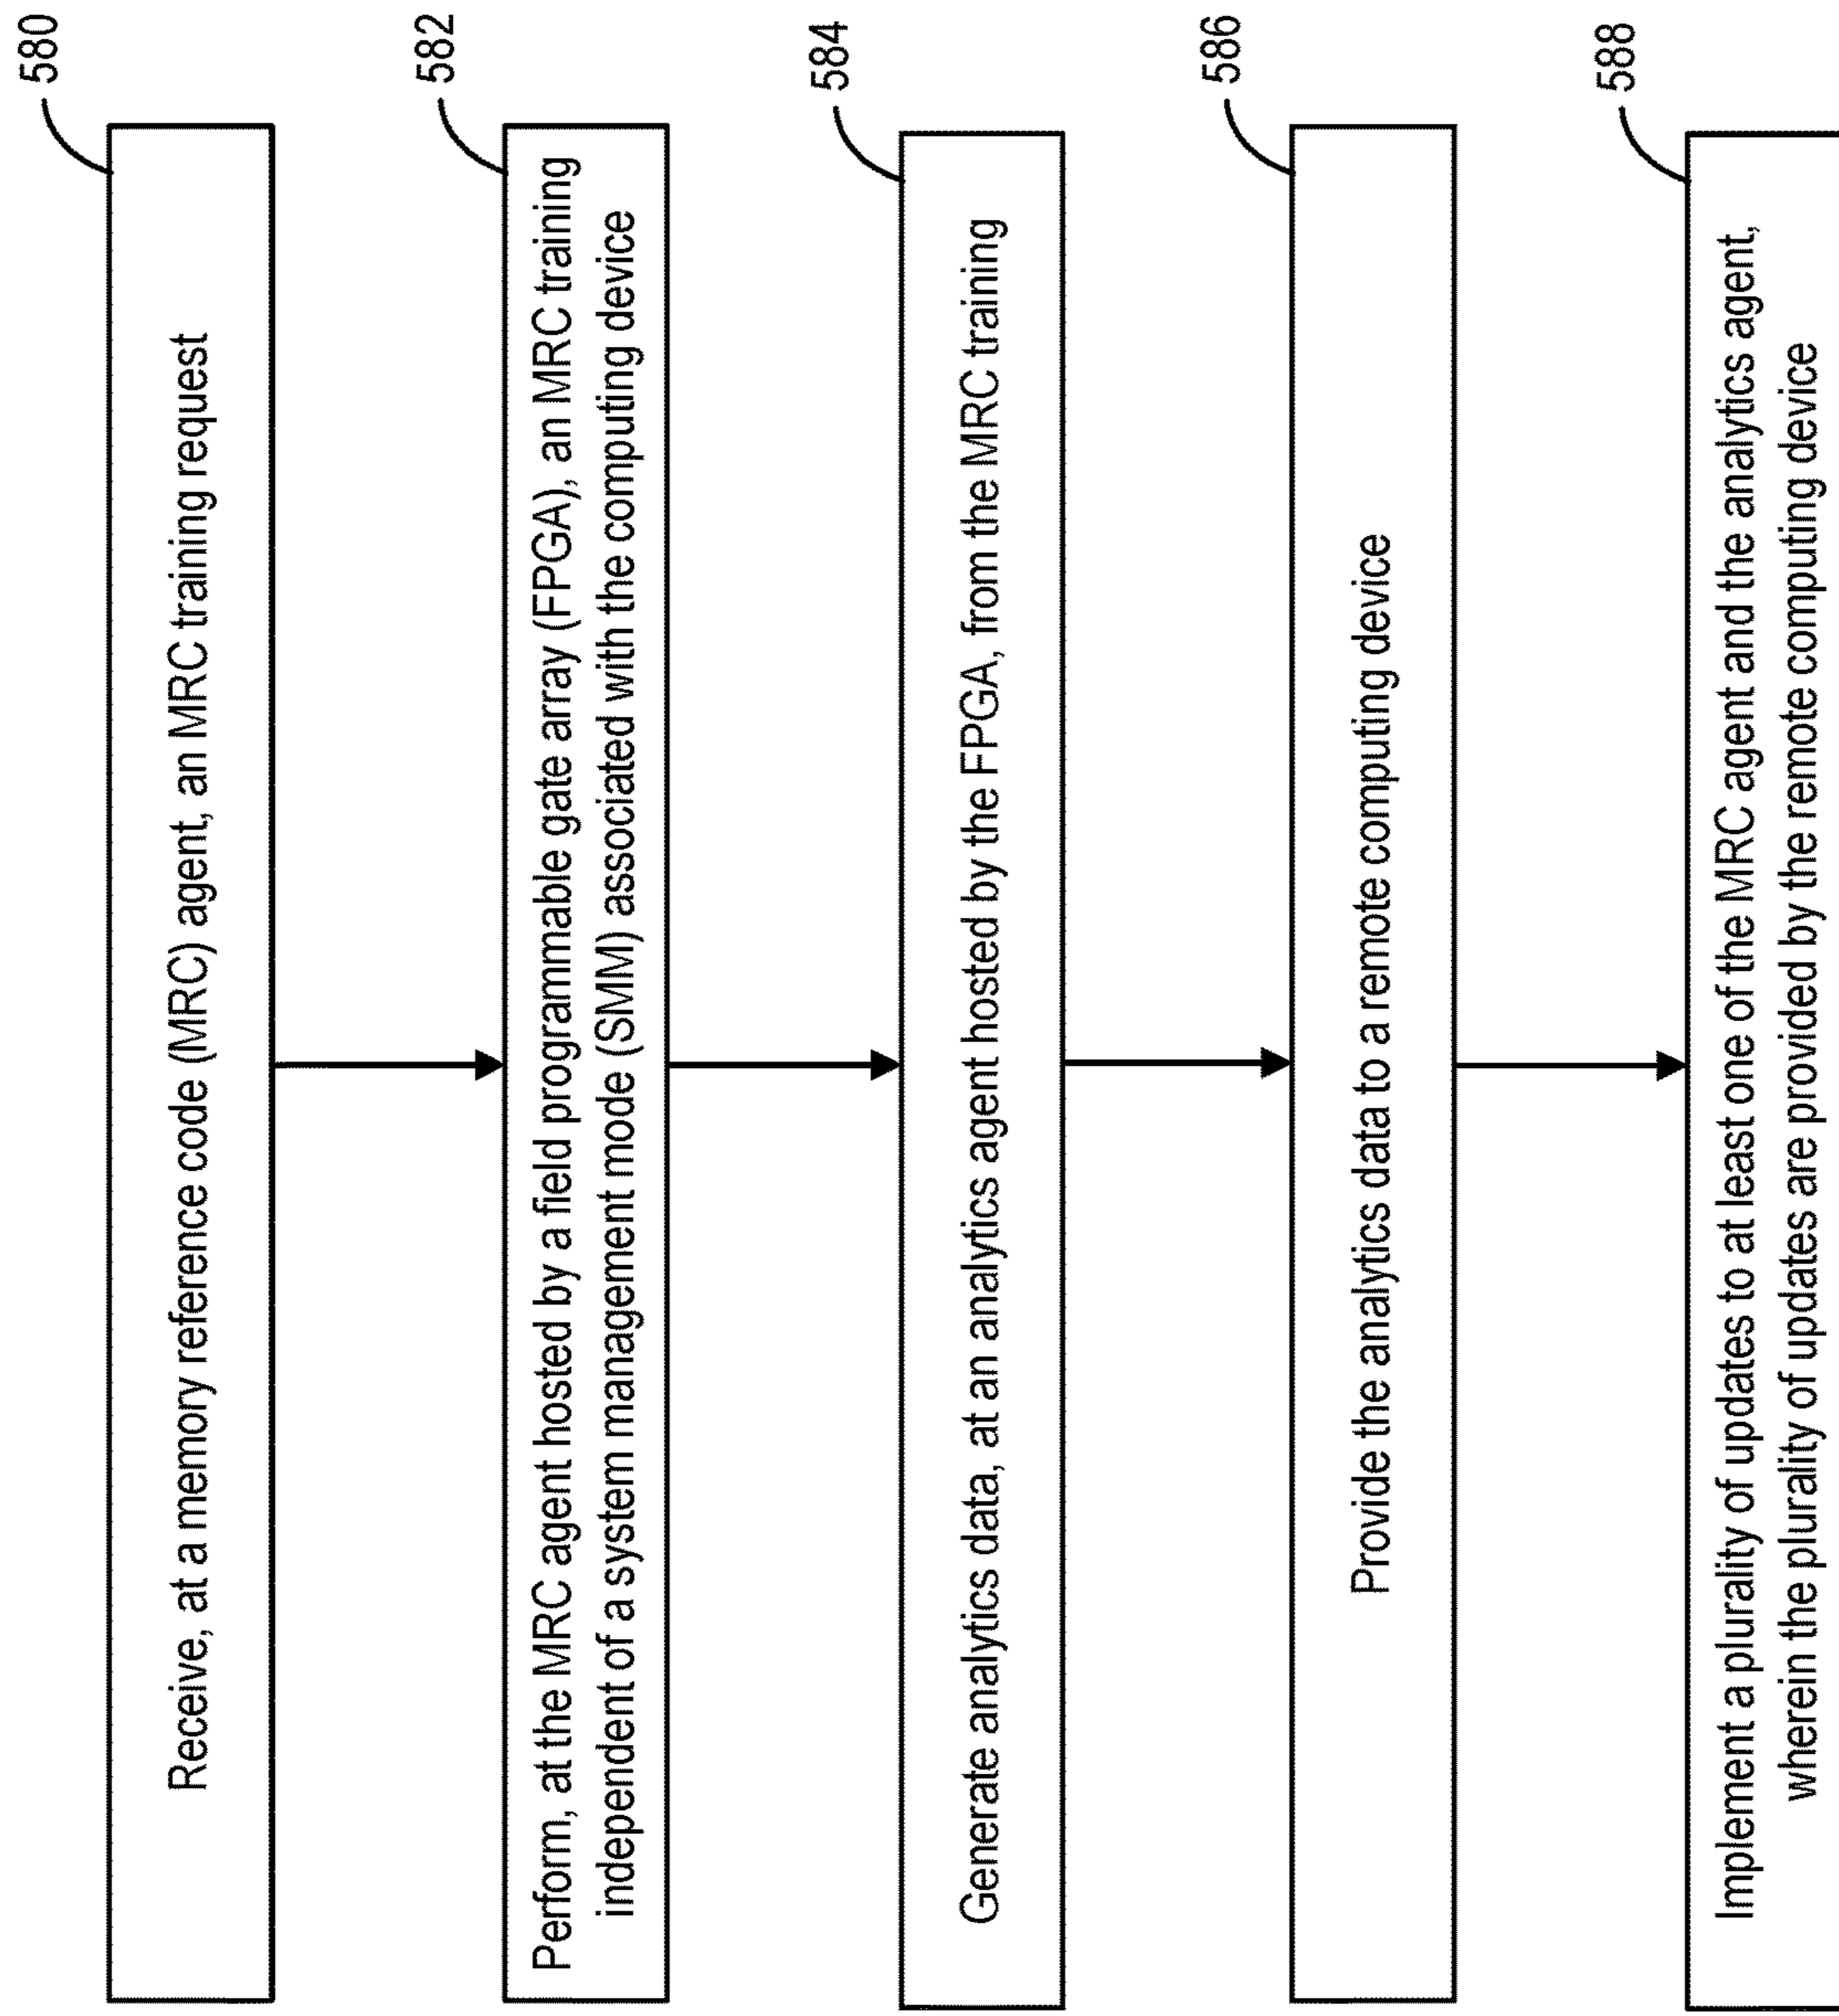 580
Receive, at a memory reference code (MRC) agent, an MRC training request
582
Perform, at the MRC agent hosted by a field programmable gate array (FPGA), an MRC training
independent of a system management mode (SMM) associated with the computing device
584
Generate analytics data, at an analytics agent hosted by the FPGA, from the MRC training
586
Provide the analytics data to a remote computing device
588
Implement a plurality of updates to at least one of the MRC agent and the analytics agent,
wherein the plurality of updates are provided by the remote computing device